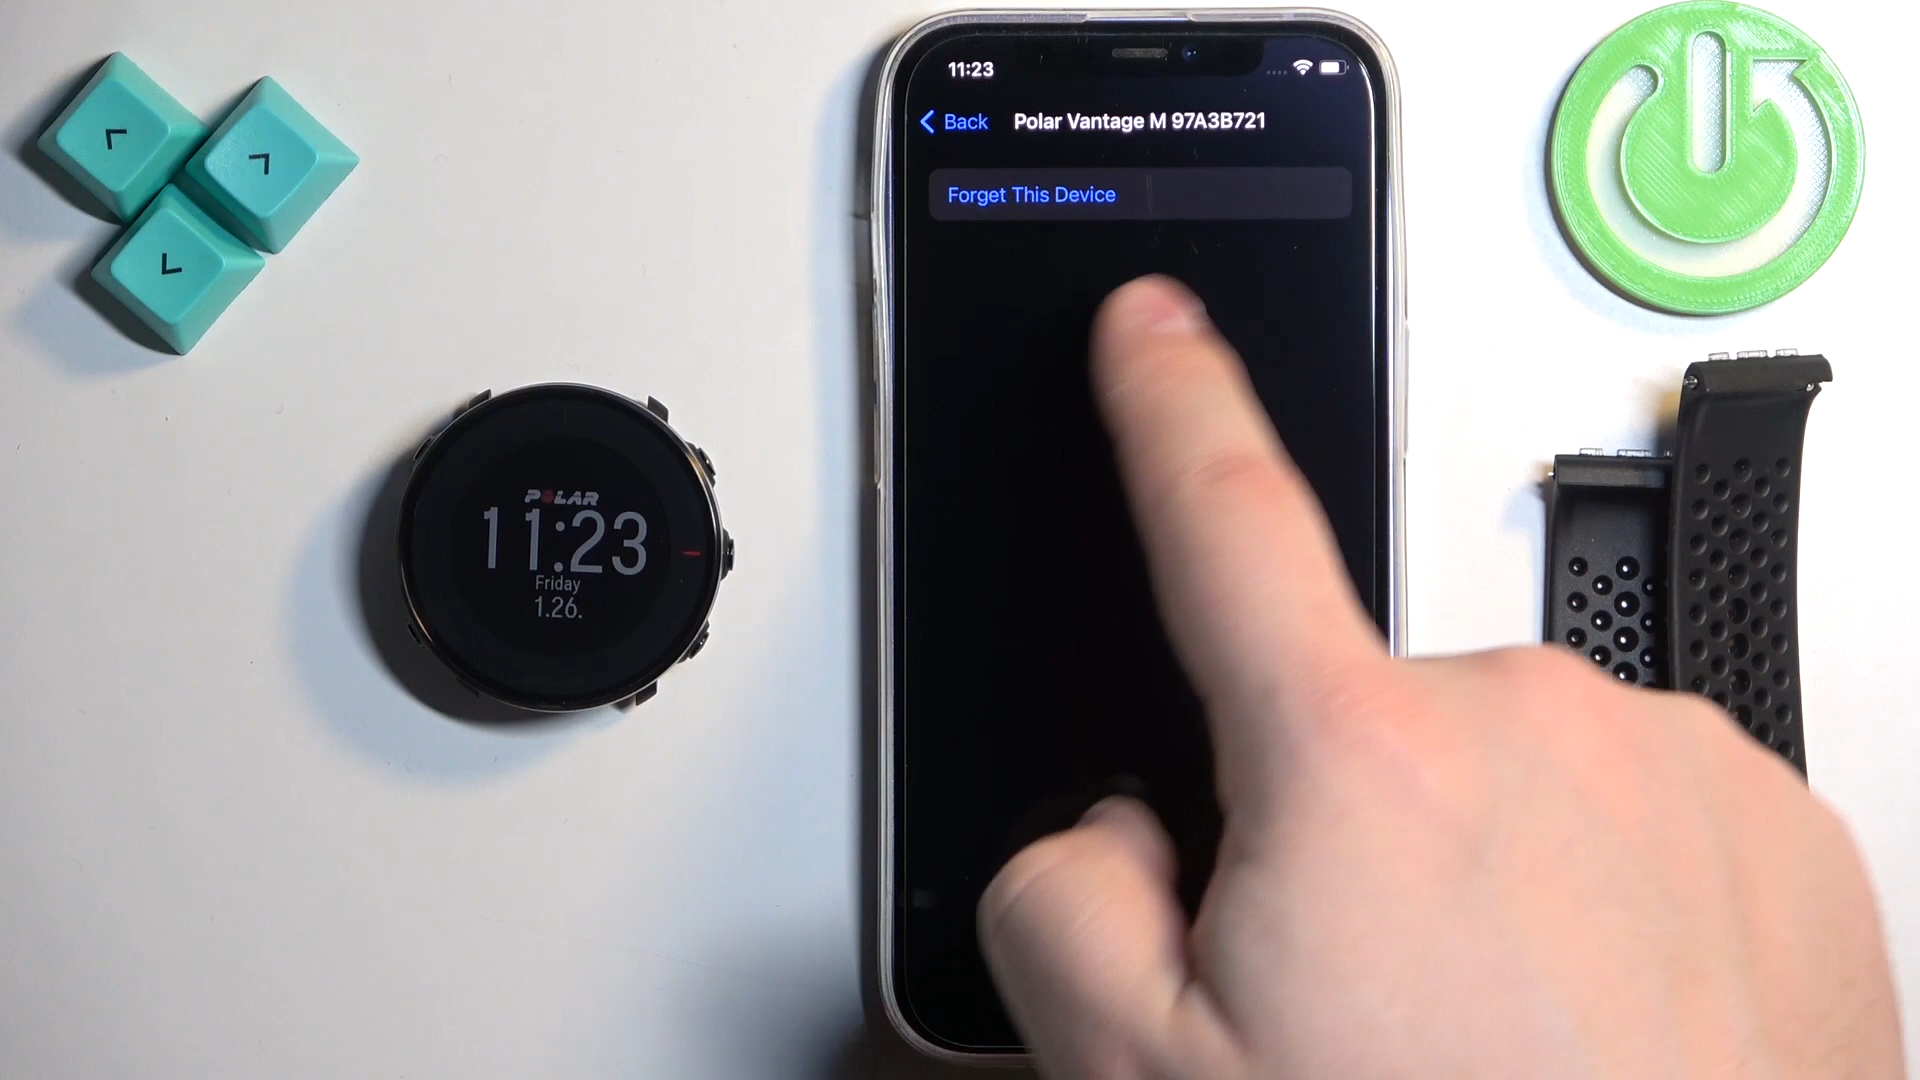 11:23
Back
Polar Vantage M 97A3B721
Forget This Device
POLAR
11:23
Friday
1.26.